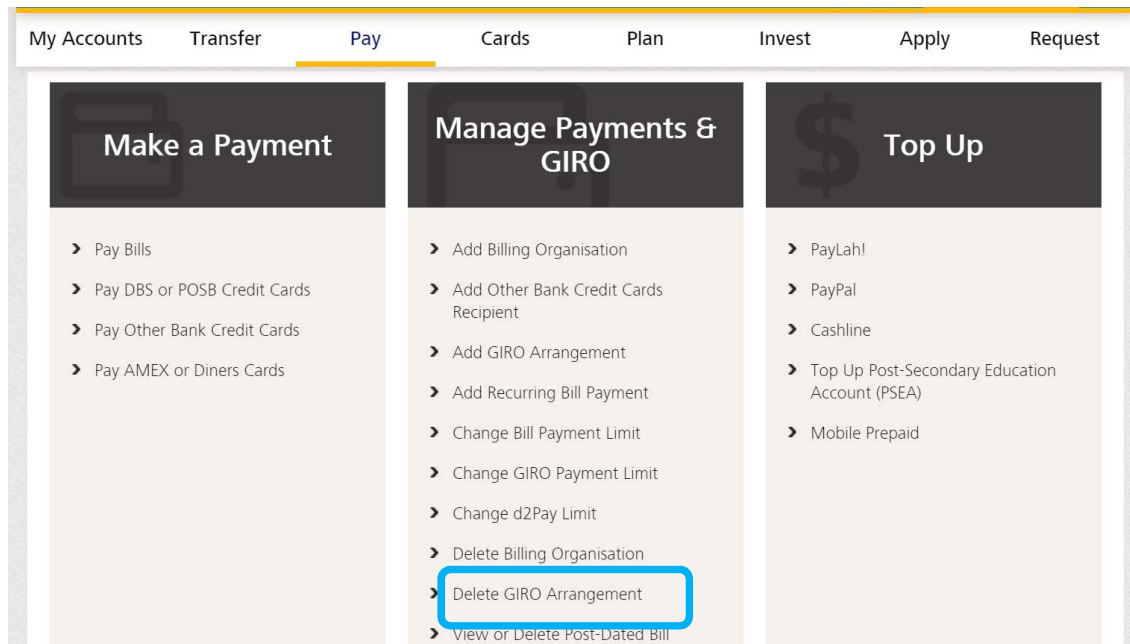 My Accounts Transfer Pay Cards Plan Invest Apply Request
Make a Payment
Pay Bills
Pay DBS or POSB Credit Cards
Pay Other Bank Credit Cards
Pay AMEX or Diners Cards
Manage Payments &
GIRO
Add Billing Organisation
Add Other Bank Credit Cards
Recipient
Add GIRO Arrangement
Add Recurring Bill Payment
Change Bill Payment Limit
Change GIRO Payment Limit
Change d2Pay Limit
Delete Billing Organisation
Delete GIRO Arrangement
View or Delete Post-Dated Bill
Top Up
PayLah!
PayPal
Cashline
Top Up Post-Secondary Education
Account (PSEA)
Mobile Prepaid